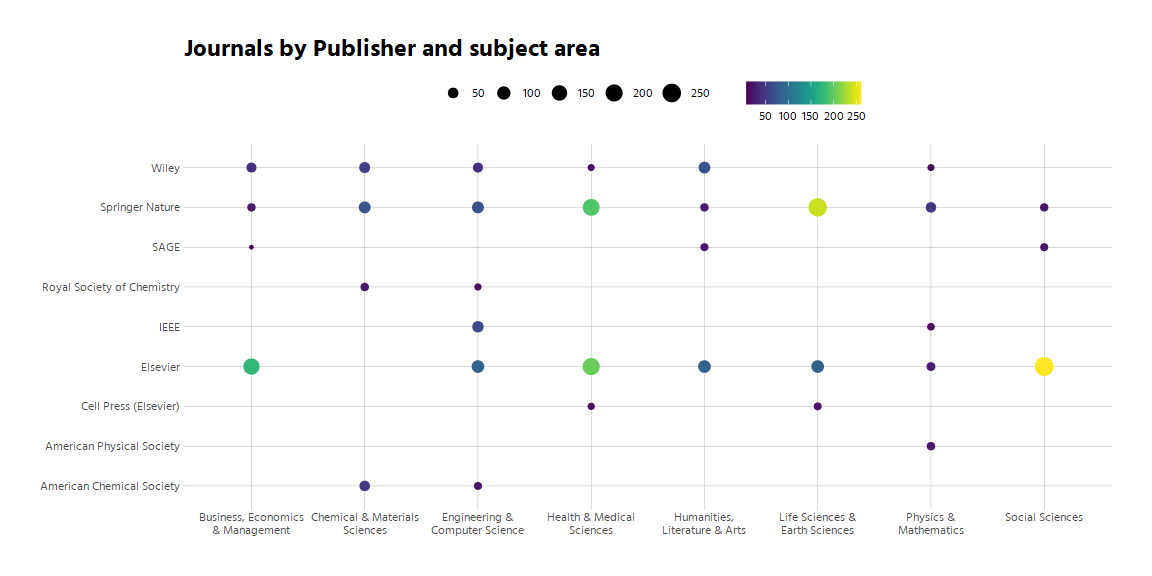 Journals by Publisher and subject area
50 100 150 200 250
50 100 150 200 250
Wiley
Springer Nature
SAGE
Royal Society of Chemistry
IEEE
Elsevier
Cell Press (Elsevier)
American Physical Society
American Chemical Society
Business, Economics
& Management
Chemical & Materials
Sciences
Engineering &
Computer Science
Health & Medical
Sciences
Humanities,
Literature & Arts
Life Sciences &
Earth Sciences
Physics &
Mathematics
Social Sciences